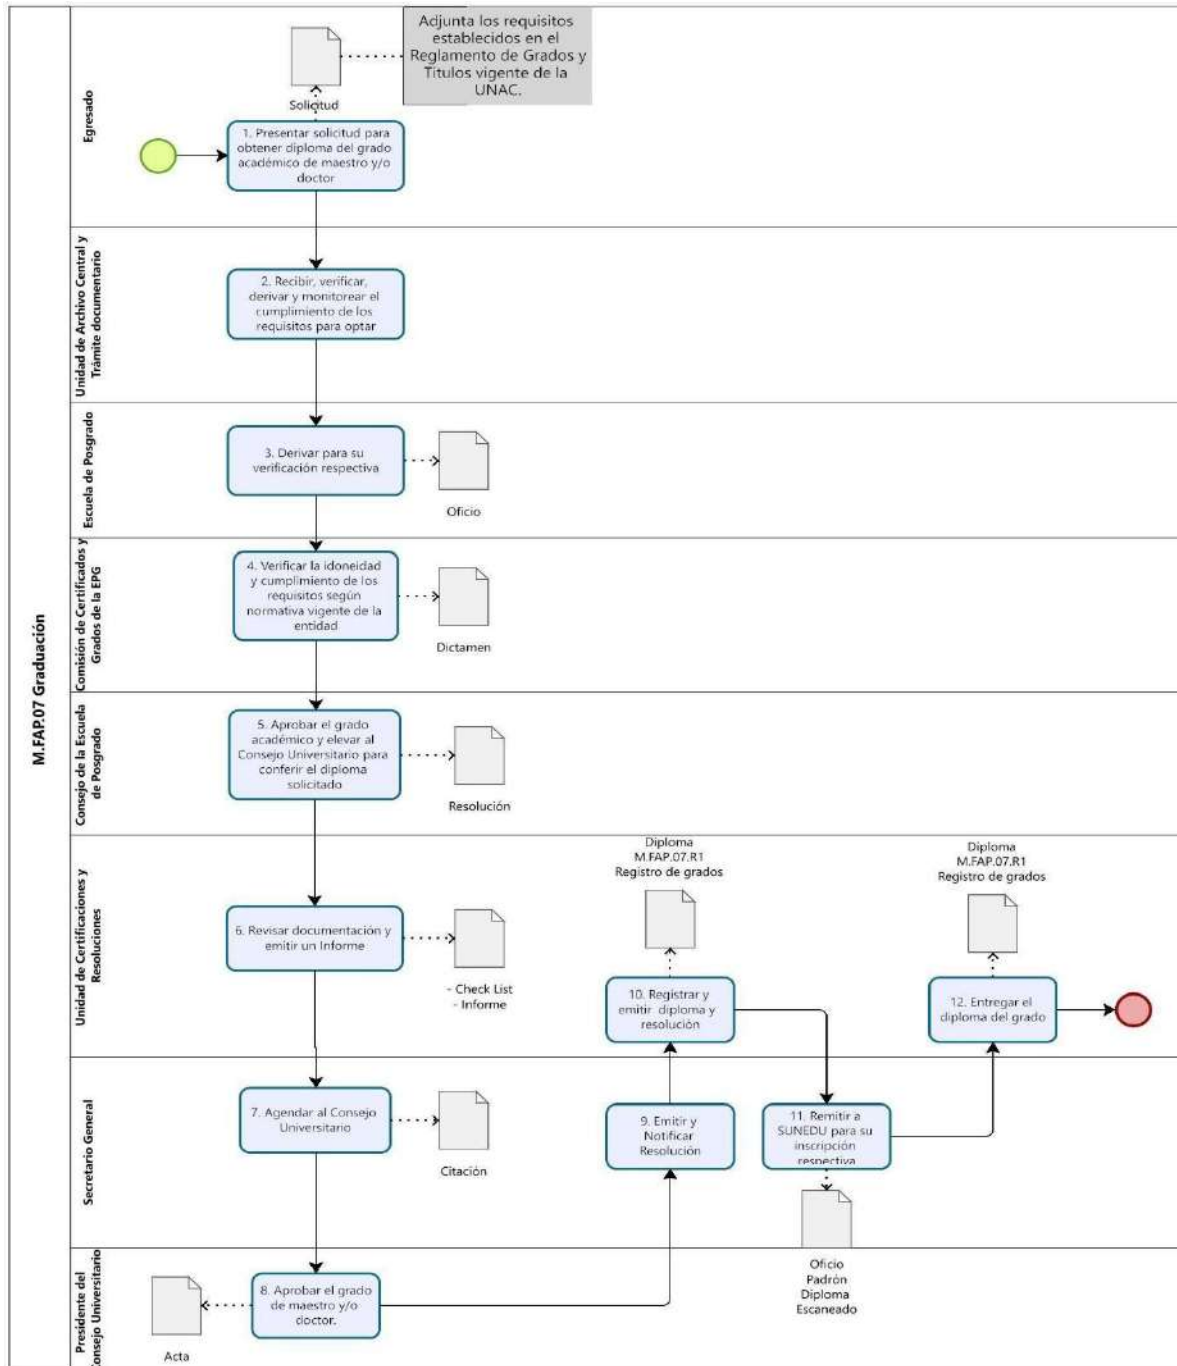 M.FAP.07 Graduación
Egresado
Adjunta los requisitos
establecidos en el
Reglamento de Grados y
Títulos vigente de la
UNAC.
Solicitud
1. Presentar solicitud para
obtener diploma del grado
académico de maestro y/o
doctor
Unidad de Archivo Central y
Trámite documentario
2. Recibir, verificar,
derivar y monitorear el
cumplimiento de los
requisitos para optar
Escuela de Posgrado
3. Derivar para su
verificación respectiva
Oficio
Comisión de Certificados y
Grados de la EPG
4. Verificar la idoneidad
y cumplimiento de los
requisitos según
normativa vigente de la
entidad
Dictamen
Consejo de la Escuela
de Posgrado
5. Aprobar el grado
académico y elevar al
Consejo Universitario para
conferir el diploma
solicitado
Resolución
Unidad de Certificaciones y
Resoluciones
6. Revisar documentación y
emitir un Informe
- Check List
- Informe
Diploma
M.FAP.07.R1
Registro de grados
10. Registrar y
emitir diploma y
resolución
Diploma
M.FAP.07.R1
Registro de grados
12. Entregar el
diploma del grado
Secretario General
7. Agendar al Consejo
Universitario
Citación
9. Emitir y
Notificar
Resolución
11. Remitir a
SUNEDU para su
inscripción
respectiva
Oficio
Padrón
Diploma
Escaneado
Presidente del
Consejo Universitario
8. Aprobar el grado
de maestro y/o
doctor.
Acta